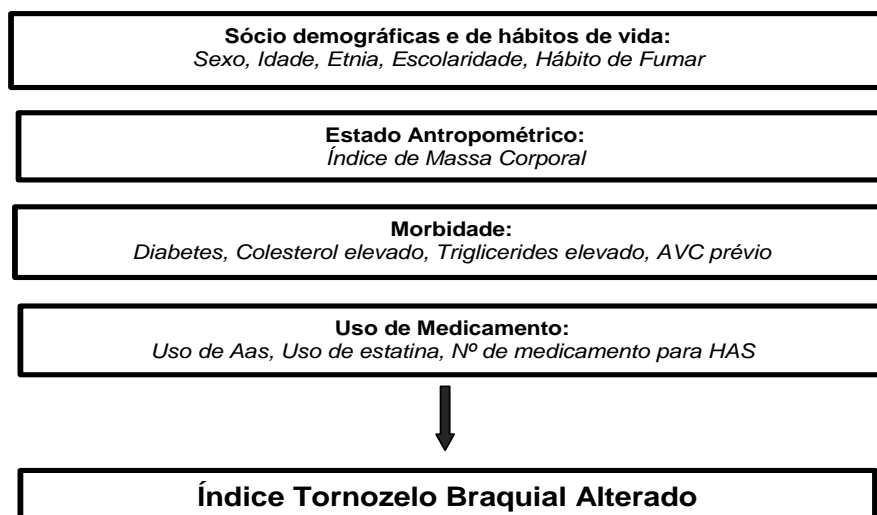 Sócio demográficas e de hábitos de vida:
Sexo, Idade, Etnia, Escolaridade, Hábito de Fumar
Estado Antropométrico:
Índice de Massa Corporal
Morbidade:
Diabetes, Colesterol elevado, Triglicerides elevado, AVC prévio
Uso de Medicamento:
Uso de Aas, Uso de estatina, Nº de medicamento para HAS
Índice Tornozelo Braquial Alterado